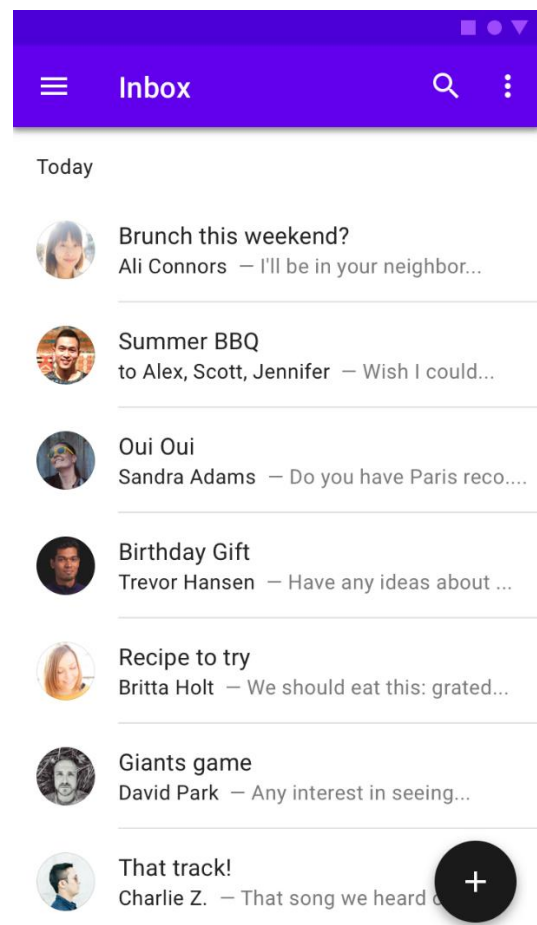 Inbox
Today
Brunch this weekend?
Ali Connors — I'll be in your neighbor...
Summer BBQ
to Alex, Scott, Jennifer — Wish I could...
Oui Oui
Sandra Adams — Do you have Paris reco....
Birthday Gift
Trevor Hansen — Have any ideas about ...
Recipe to try
Britta Holt — We should eat this: grated...
Giants game
David Park — Any interest in seeing...
That track!
Charlie Z. — That song we heard